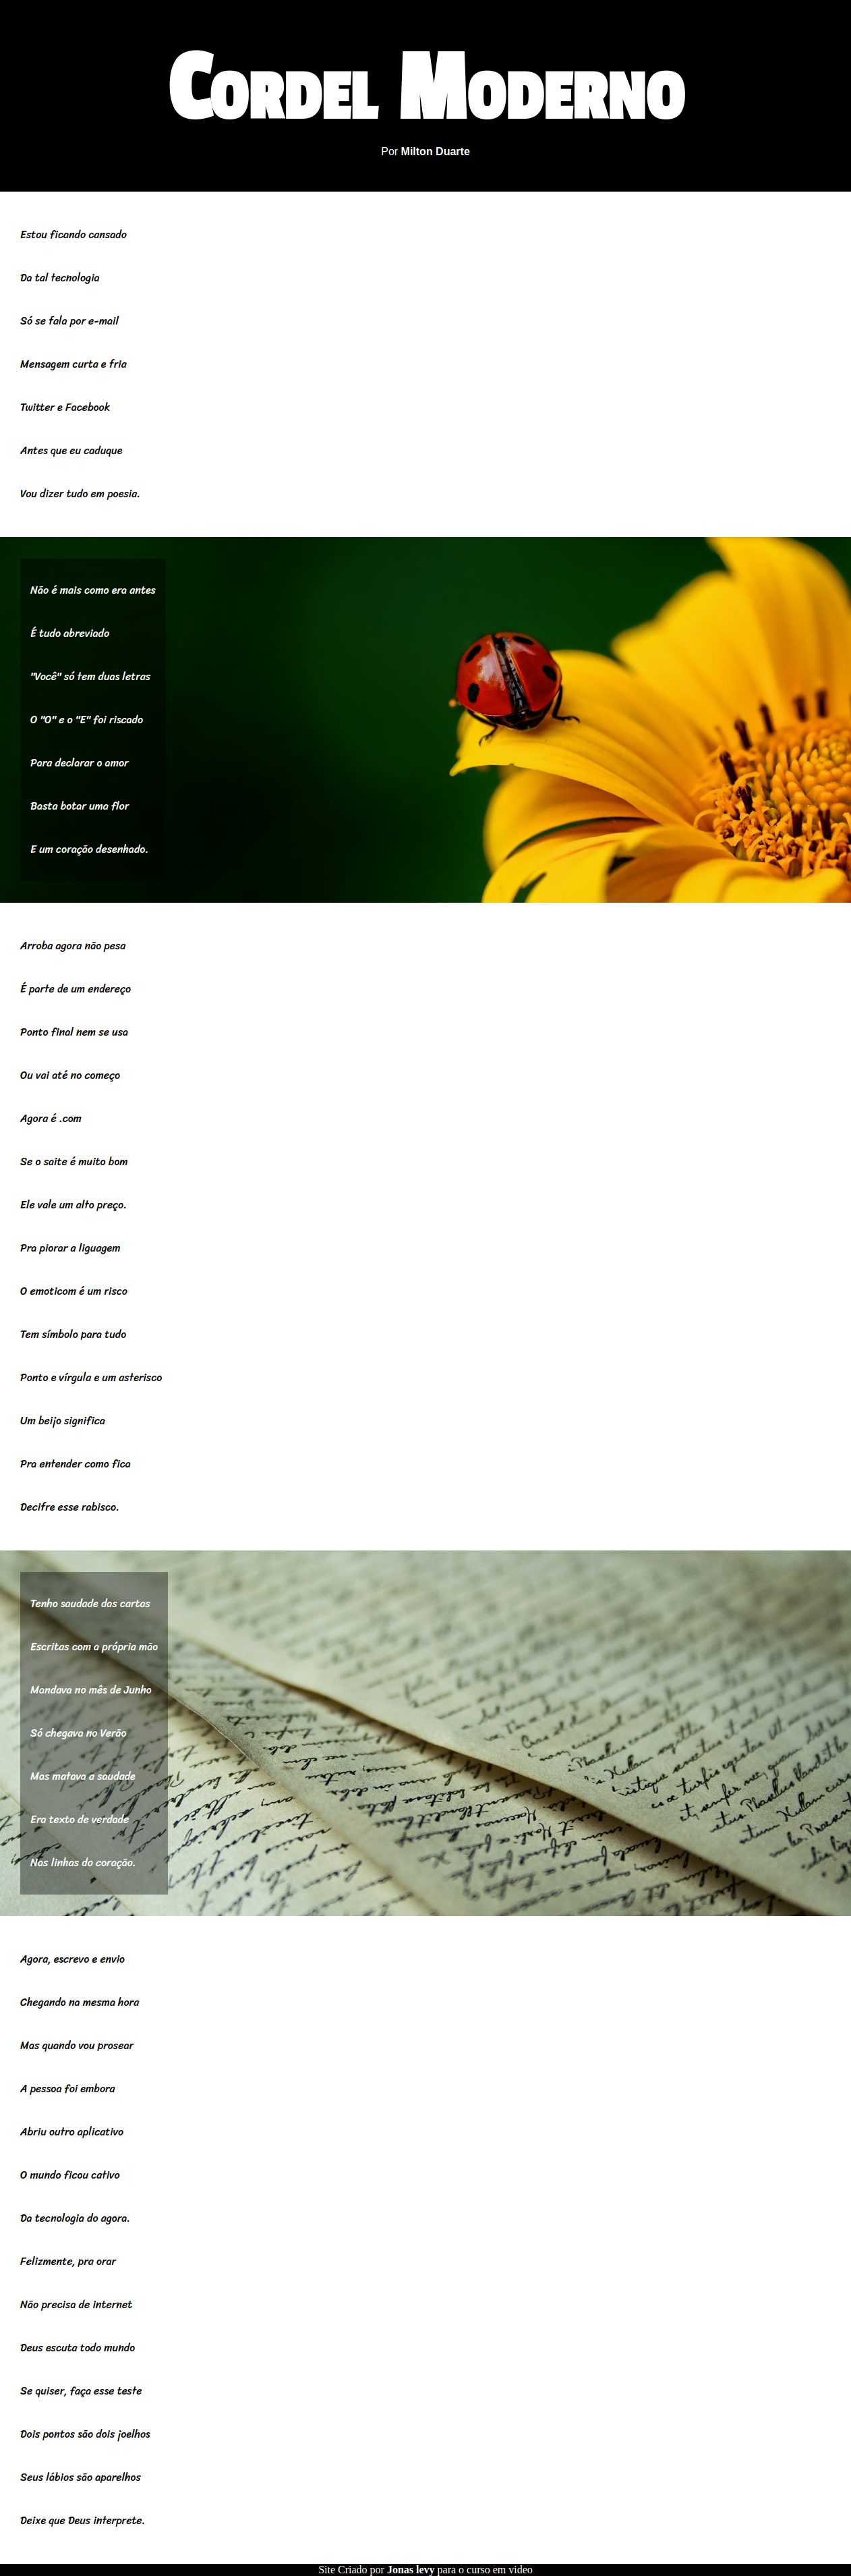 Cordel Moderno
Por Milton Duarte
Estou ficando cansado
Da tal tecnologia
Só se fala por e-mail
Mensagem curta e fria
Twitter e Facebook
Antes que eu caduque
Vou dizer tudo em poesia.
Não é mais como era antes
É tudo abreviado
"Você" só tem duas letras
O "O" e o "E" foi riscado
Para declarar o amor
Basta botar uma flor
E um coração desenhado.
Arroba agora não pesa
É parte de um endereço
Ponto final nem se usa
Ou vai até no começo
Agora é .com
Se o saite é muito bom
Ele vale um alto preço.
Pra piorar a liguagem
O emoticom é um risco
Tem símbolo para tudo
Ponto e vírgula e um asterisco
Um beijo significa
Pra entender como fica
Decifre esse rabisco.
Tenho saudade das cartas
Escritas com a própria mão
Mandava no mês de Junho
Só chegava no Verão
Mas matava a saudade
Era texto de verdade
Nas linhas do coração.
Agora, escrevo e envio
Chegando na mesma hora
Mas quando vou prosear
A pessoa foi embora
Abriu outro aplicativo
O mundo ficou cativo
Da tecnologia do agora.
Felizmente, pra orar
Não precisa de internet
Deus escuta todo mundo
Se quiser, faça esse teste
Dois pontos são dois joelhos
Seus lábios são aparelhos
Deixe que Deus interprete.
Site Criado por Jonas levy para o curso em video